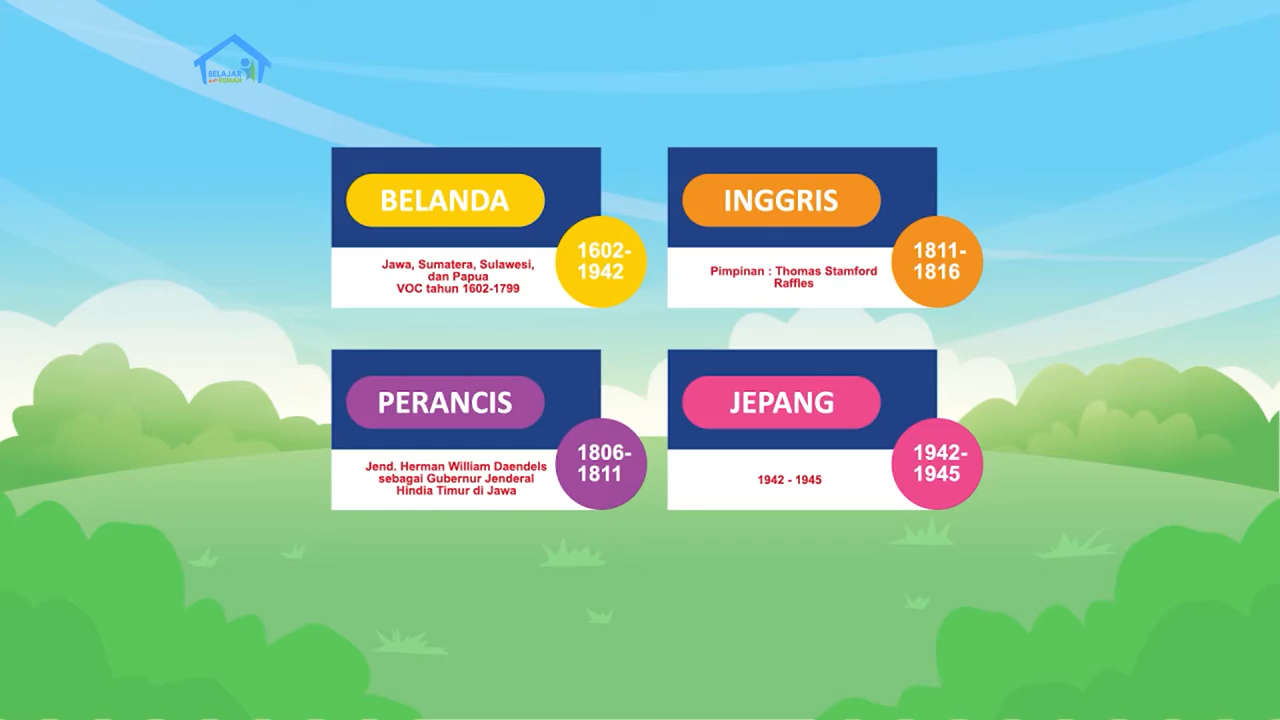 BELAJAR
dari RUMAH
BELANDA
1602-
1942
Jawa, Sumatera, Sulawesi,
dan Papua
VOC tahun 1602-1799
INGGRIS
1811-
1816
Pimpinan : Thomas Stamford
Raffles
PERANCIS
1806-
1811
Jend. Herman William Daendels
sebagai Gubernur Jenderal
Hindia Timur di Jawa
JEPANG
1942-
1945
1942 - 1945